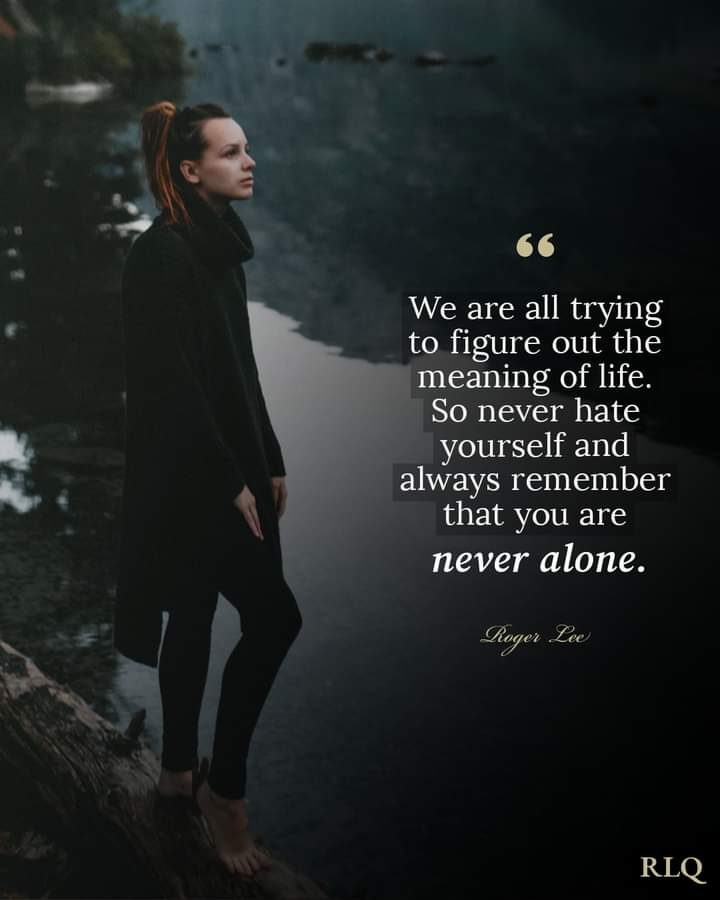 “
We are all trying
to figure out the
meaning of life.
So never hate
yourself and
always remember
that you are
never alone.
Roger Lee
RLQ